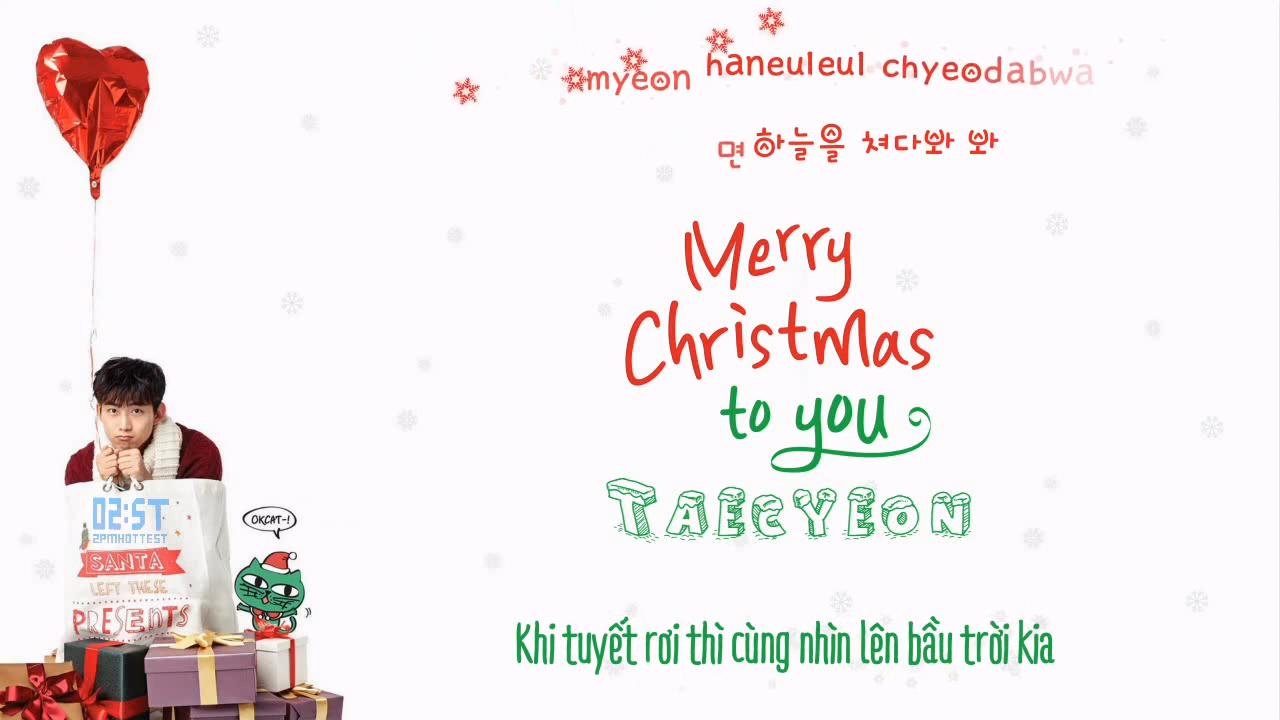 myeon haneuleul chyeodabwa
면 하늘을 쳐다봐 봐
Merry
Christmas
to you
TAECYEON
02:ST
2PMHOTTEST
SANTA
LEFT THESE
PRESENTS
OKCAT-!
Khi tuyết rơi thì cùng nhìn lên bầu trời kia